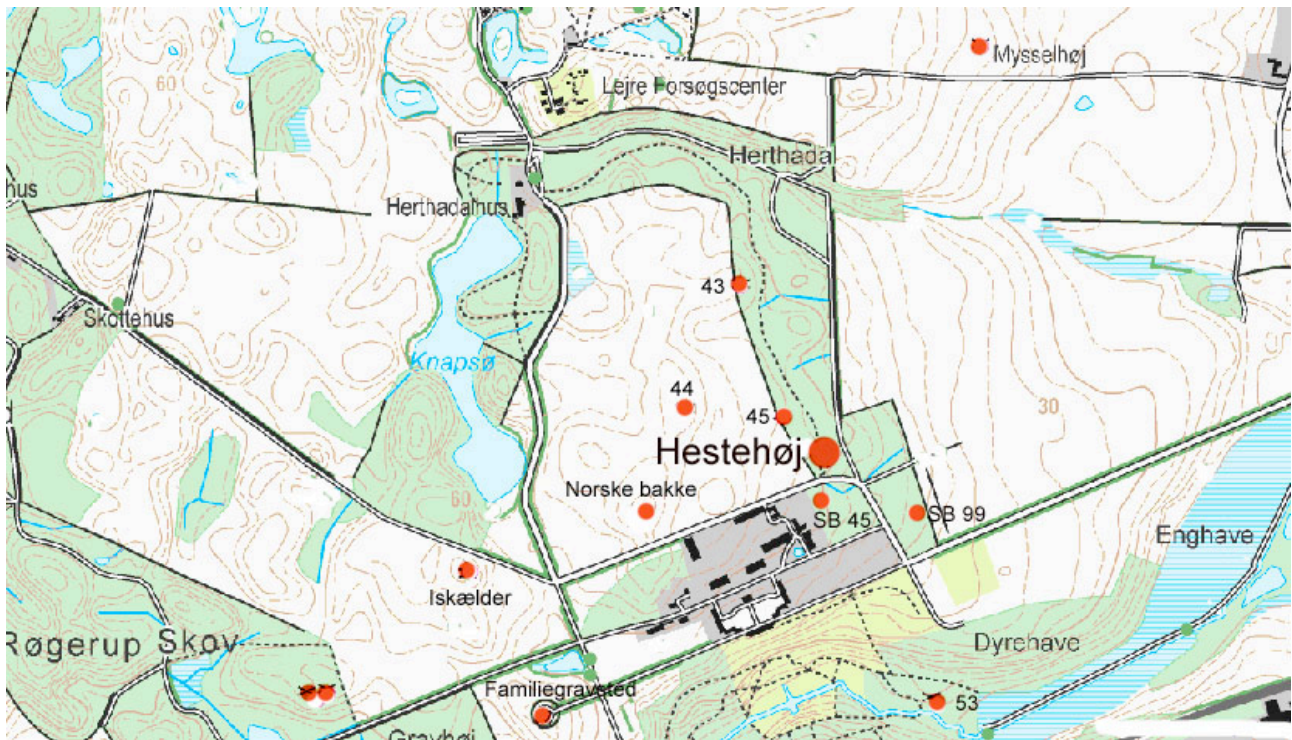 Mysselhøj
60
Lejre Forsøgscenter
Herthada
hus
Herthadalhus
43
Skottehus
Knapsø
44
30
45
Hestehøj
60
Norske bakke
SB 45
SB 99
Enghave
Iskælder
Røgerup Skov
Dyrehave
Familiegravsted
53
Gravhøj